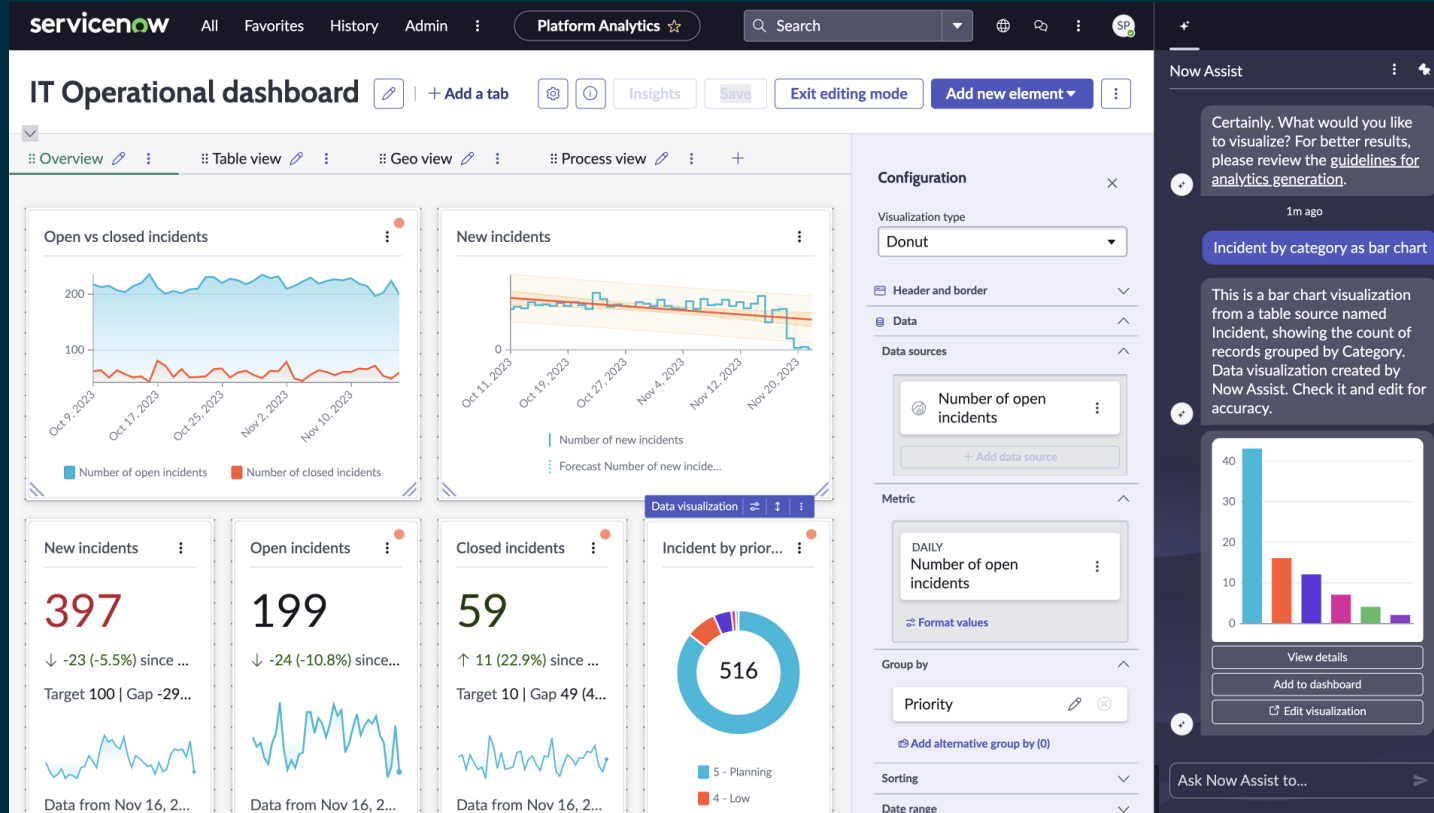 servicenow All Favorites History Admin Platform Analytics Search SP
IT Operational dashboard + Add a tab Insights Save Exit editing mode Add new element
Overview Table view Geo view Process view
Open vs closed incidents
200
100
Oct 9, 2023 Oct 17, 2023 Oct 25, 2023 Nov 2, 2023 Nov 10, 2023
Number of open incidents Number of closed incidents
New incidents
0
Oct 11, 2023 Oct 19, 2023 Oct 27, 2023 Nov 4, 2023 Nov 12, 2023 Nov 20, 2023
Number of new incidents
Forecast Number of new incide...
Data visualization
New incidents
397
↓ -23 (-5.5%) since ...
Target 100 | Gap -29...
Data from Nov 16, 2...
Open incidents
199
↓ -24 (-10.8%) since...
Data from Nov 16, 2...
Closed incidents
59
↑ 11 (22.9%) since ...
Target 10 | Gap 49 (4...
Data from Nov 16, 2...
Incident by prior...
516
5 - Planning
4 - Low
Configuration
Visualization type
Donut
Header and border
Data
Data sources
Number of open
incidents
+ Add data source
Metric
DAILY
Number of open
incidents
Format values
Group by
Priority
Add alternative group by (0)
Sorting
Date range
Now Assist
Certainly. What would you like
to visualize? For better results,
please review the guidelines for
analytics generation.
1m ago
Incident by category as bar chart
This is a bar chart visualization
from a table source named
Incident, showing the count of
records grouped by Category.
Data visualization created by
Now Assist. Check it and edit for
accuracy.
40
30
20
10
0
View details
Add to dashboard
Edit visualization
Ask Now Assist to...